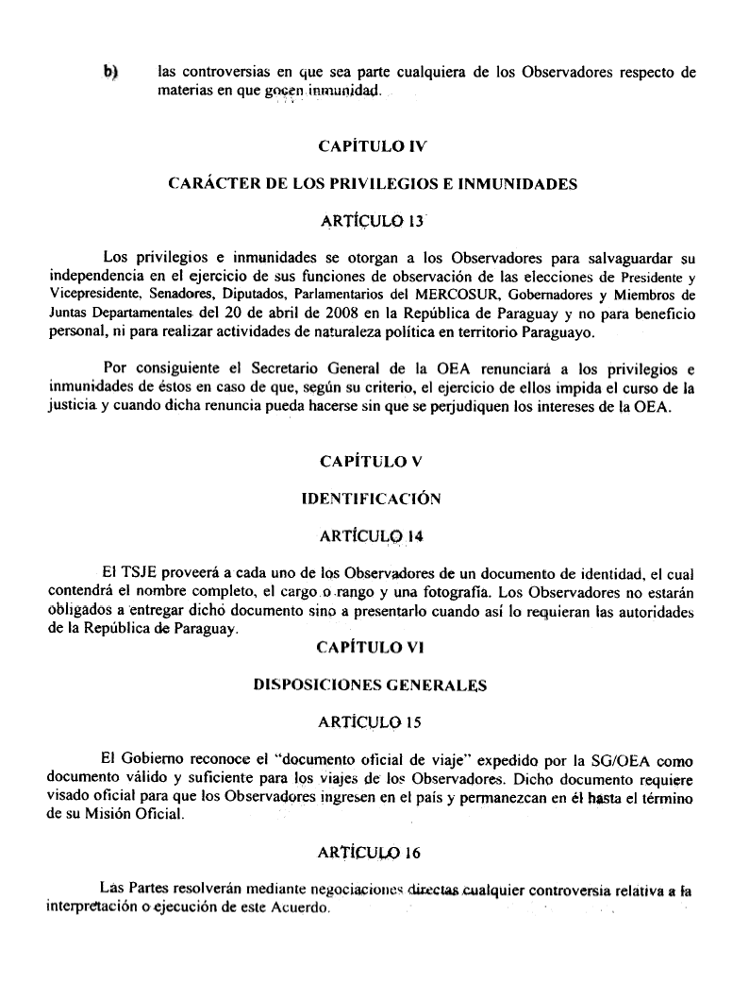 b) las controversias en que sea parte cualquiera de los Observadores respecto de
materias en que gocen inmunidad.
CAPÍTULO IV
CARÁCTER DE LOS PRIVILEGIOS E INMUNIDADES
ARTÍCULO 13
Los privilegios e inmunidades se otorgan a los Observadores para salvaguardar su
independencia en el ejercicio de sus funciones de observación de las elecciones de Presidente y
Vicepresidente, Senadores, Diputados, Parlamentarios del MERCOSUR, Gobernadores y Miembros de
Juntas Departamentales del 20 de abril de 2008 en la República de Paraguay y no para beneficio
personal, ni para realizar actividades de naturaleza política en territorio Paraguayo.
Por consiguiente el Secretario General de la OEA renunciará a los privilegios e
inmunidades de éstos en caso de que, según su criterio, el ejercicio de ellos impida el curso de la
justicia y cuando dicha renuncia pueda hacerse sin que se perjudiquen los intereses de la OEA.
CAPÍTULO V
IDENTIFICACIÓN
ARTÍCULO 14
El TSJE proveerá a cada uno de los Observadores de un documento de identidad, el cual
contendrá el nombre completo, el cargo o rango y una fotografía. Los Observadores no estarán
obligados a entregar dicho documento sino a presentarlo cuando así lo requieran las autoridades
de la República de Paraguay.
CAPÍTULO VI
DISPOSICIONES GENERALES
ARTÍCULO 15
El Gobierno reconoce el "documento oficial de viaje" expedido por la SG/OEA como
documento válido y suficiente para los viajes de los Observadores. Dicho documento requiere
visado oficial para que los Observadores ingresen en el país y permanezcan en él hasta el término
de su Misión Oficial.
ARTÍCULO 16
Las Partes resolverán mediante negociaciones directas cualquier controversia relativa a la
interpretación o ejecución de este Acuerdo.